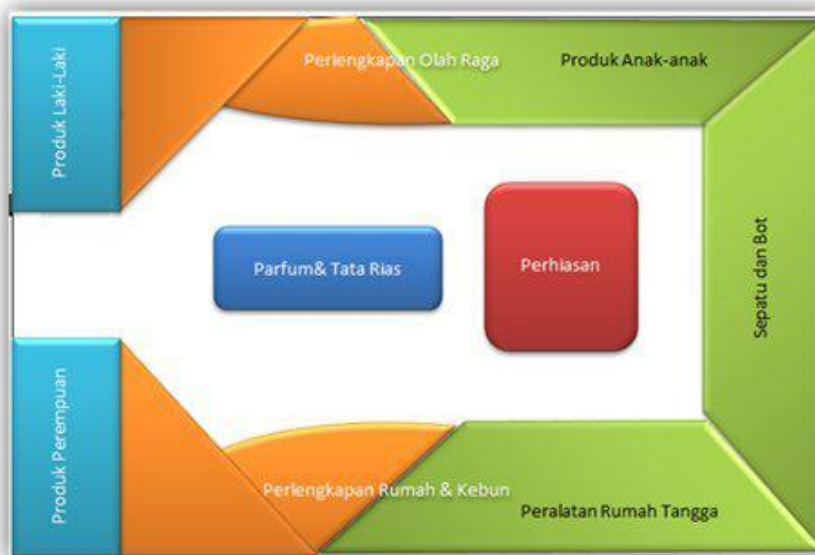 Produk Laki-Laki
Perlengkapan Olah Raga
Produk Anak-anak
Parfum& Tata Rias
Perhiasan
Sepatu dan Bot
Produk Perempuan
Perlengkapan Rumah & Kebun
Peralatan Rumah Tangga